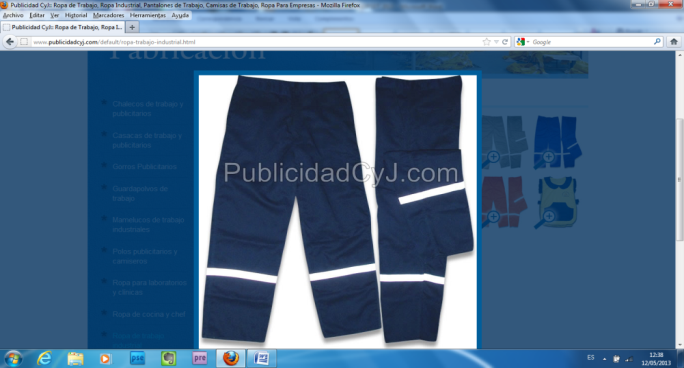 Publicidad CyJ: Ropa de Trabajo, Ropa Industrial, Pantalones de Trabajo, Camisas de Trabajo, Ropa Para Empresas - Mozilla Firefox
Archivo Editar Ver Historial Marcadores Herramientas Ayuda
Publicidad CyJ: Ropa de Trabajo, Ropa I...
www.publicidadcyj.com/default/ropa-trabajo-industrial.html
Google
Fabricación
Chalecos de trabajo y
publicitarios
Casacas de trabajo y
publicitarios
Gorros Publicitarios
Guardapolvos de
trabajo
Mamelucos de trabajo
industriales
Polos publicitarios y
camiseros
Ropa para laboratorios
y clínicas
Ropa de cocina y chef
PublicidadCyJ.com
pse
pre
ES
12:38
12/05/2013